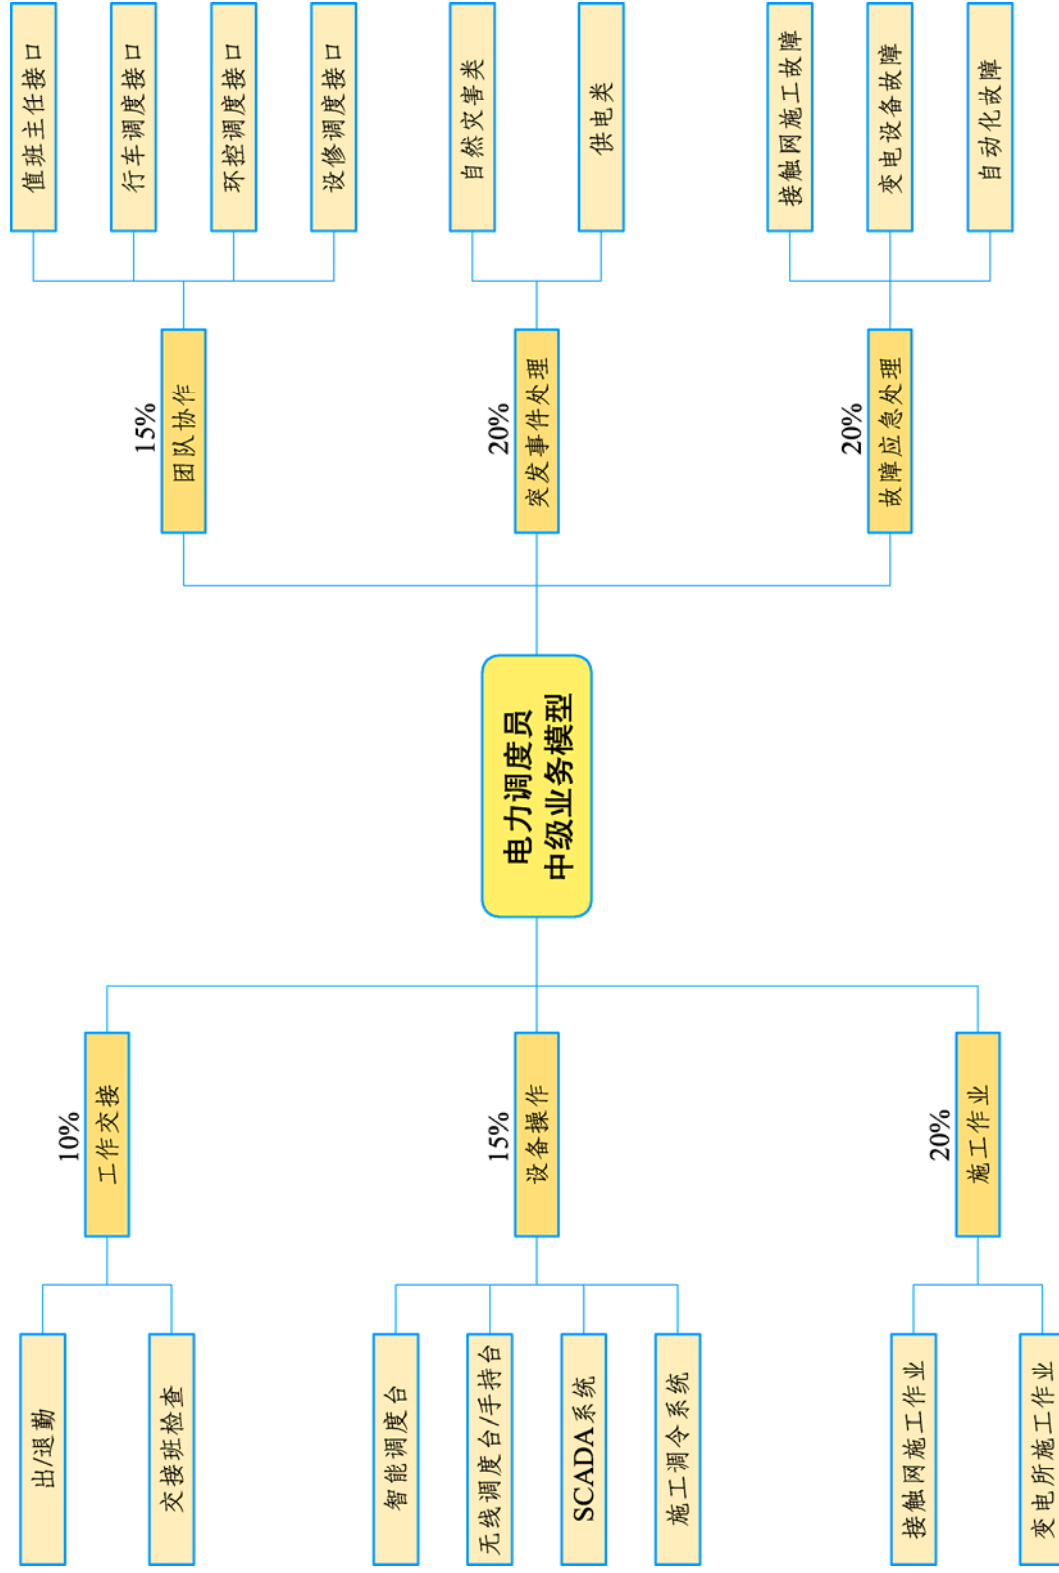 电力调度员
中级业务模型
10%
工作交接
出/退勤
交接班检查
15%
设备操作
智能调度台
无线调度台/手持台
SCADA系统
施工调令系统
20%
施工作业
接触网施工作业
变电所施工作业
15%
团队协作
值班主任接口
行车调度接口
环控调度接口
设修调度接口
20%
突发事件处理
自然灾害类
供电类
20%
故障应急处理
接触网施工故障
变电设备故障
自动化故障